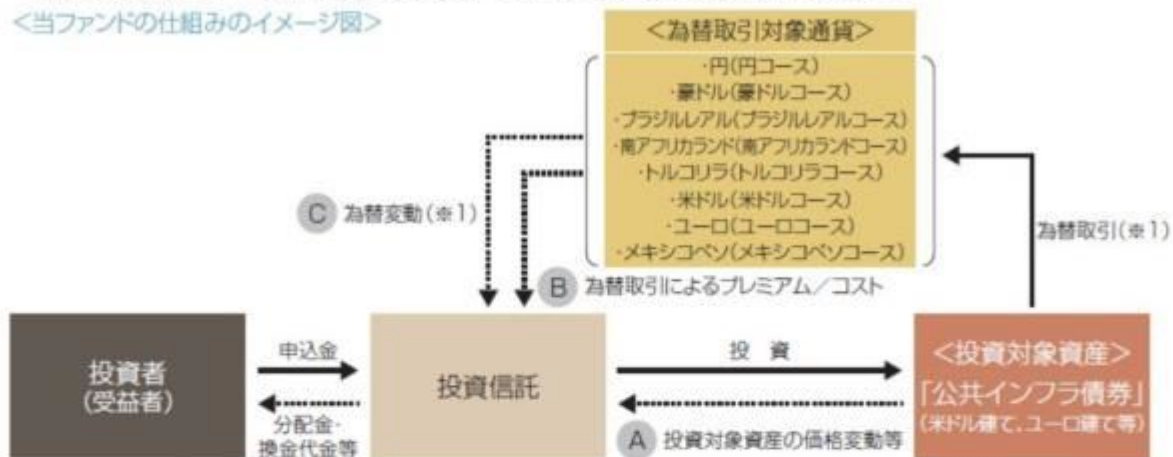 <当ファンドの仕組みのイメージ図>
<為替取引対象通貨>
・円(円コース)
・豪ドル(豪ドルコース)
・ブラジルレアル(ブラジルレアルコース)
・南アフリカランド(南アフリカランドコース)
・トルコリラ(トルコリラコース)
・米ドル(米ドルコース)
・ユーロ(ユーロコース)
・メキシコペソ(メキシコペソコース)
C 為替変動(※1)
為替取引(※1)
B 為替取引によるプレミアム/コスト
投資者
(受益者)
申込金
分配金・
換金代金等
投資信託
投 資
A 投資対象資産の価格変動等
<投資対象資産>
「公共インフラ債券」
(米ドル建て、ユーロ建て等)